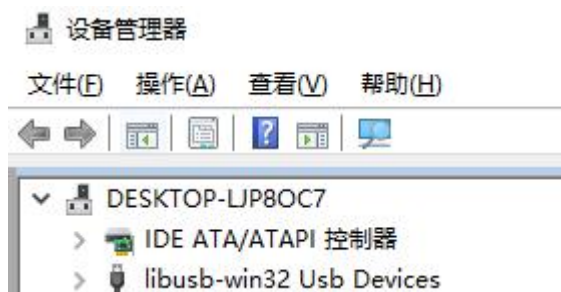 设备管理器
文件(F) 操作(A) 查看(V) 帮助(H)
DESKTOP-LJP8OC7
IDE ATA/ATAPI 控制器
libusb-win32 Usb Devices